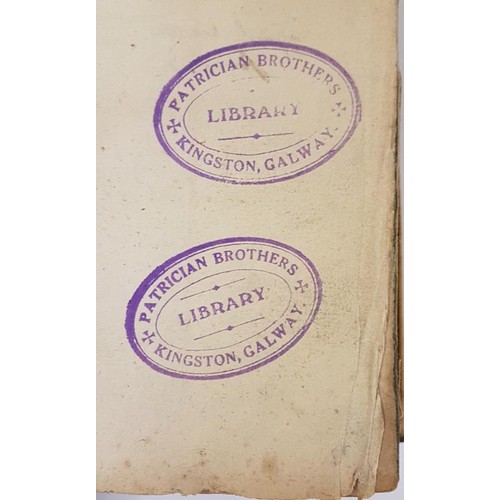 PATRICIAN BROTHERS
LIBRARY
KINGSTON, GALWAY.
PATRICIAN BROTHERS
LIBRARY
KINGSTON, GALWAY.